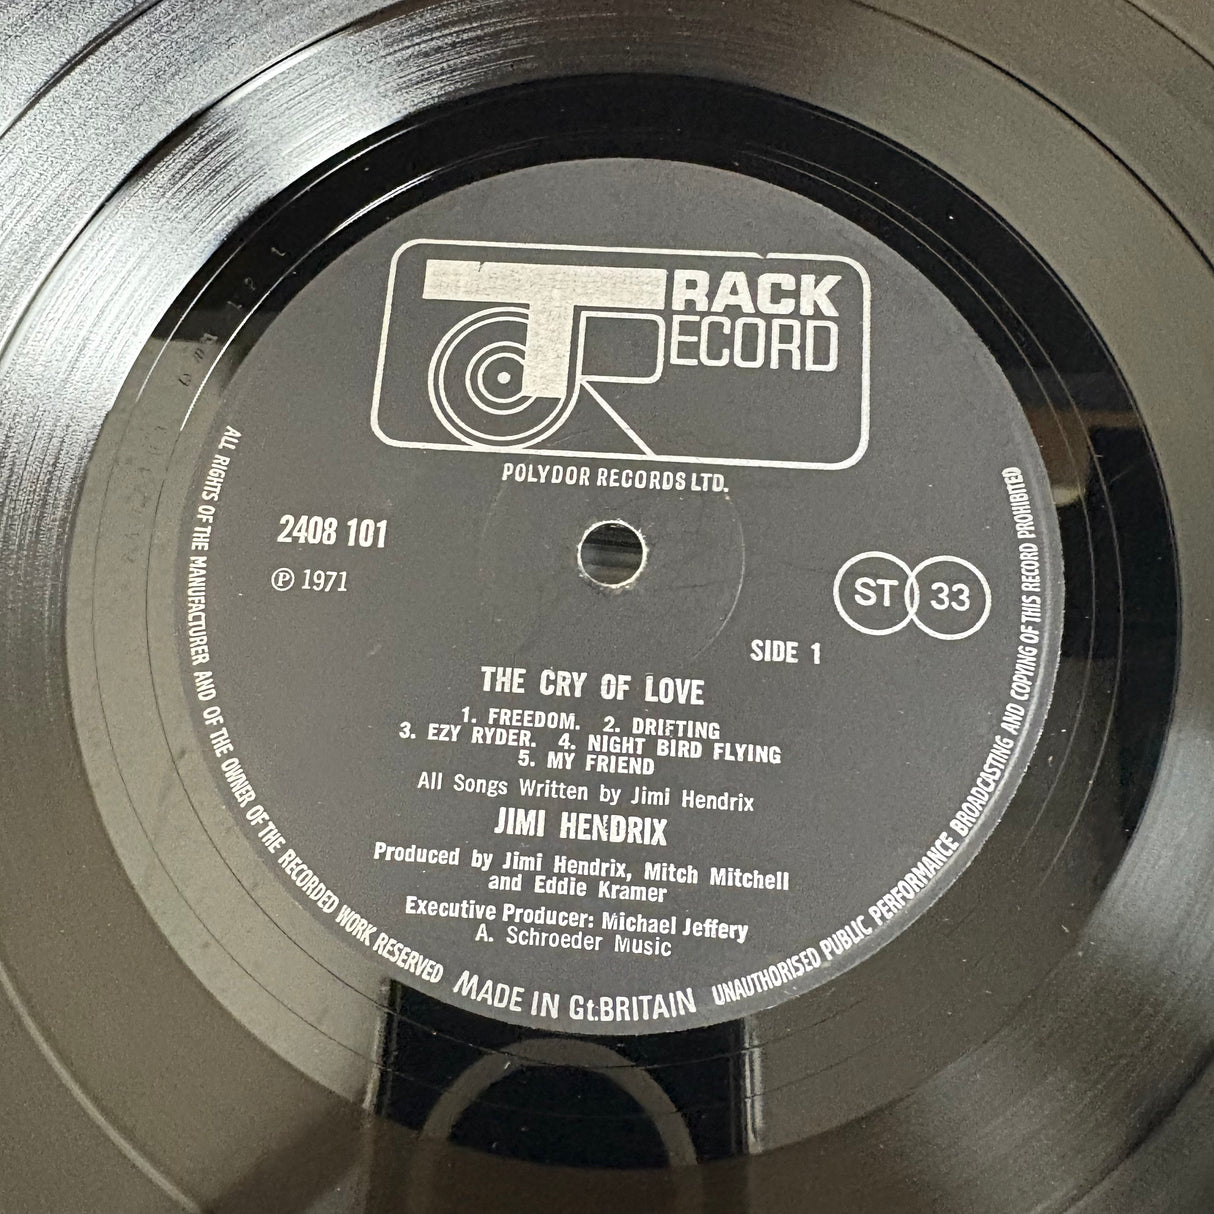 TRACK
RECORD
POLYDOR RECORDS LTD.
2408 101
℗ 1971
ST 33
SIDE 1
THE CRY OF LOVE
1. FREEDOM. 2. DRIFTING
3. EZY RYDER. 4. NIGHT BIRD FLYING
5. MY FRIEND
All Songs Written by Jimi Hendrix
JIMI HENDRIX
Produced by Jimi Hendrix, Mitch Mitchell
and Eddie Kramer
Executive Producer: Michael Jeffery
A. Schroeder Music
ALL RIGHTS OF THE MANUFACTURER AND OF THE OWNER OF THE RECORDED WORK RESERVED
MADE IN Gt.BRITAIN
UNAUTHORISED PUBLIC PERFORMANCE BROADCASTING AND COPYING OF THIS RECORD PROHIBITED